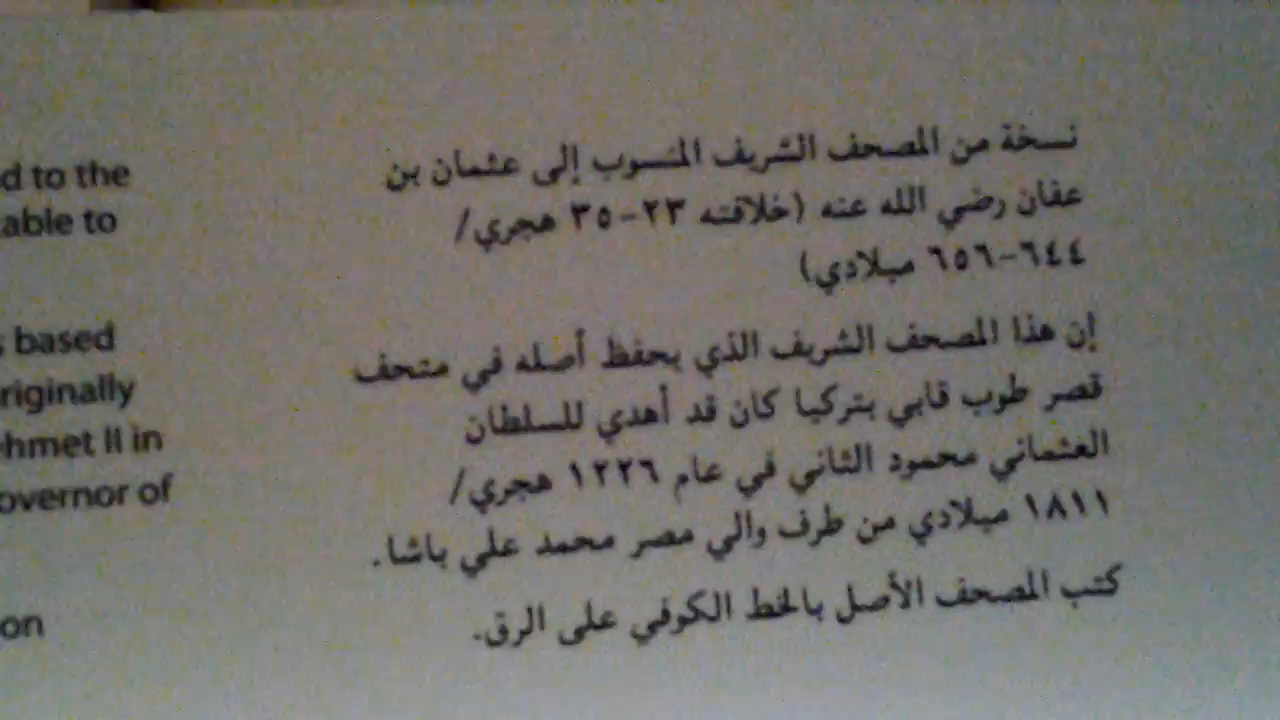 نسخة من المصحف الشريف المنسوب إلى عثمان بن
عفان رضي الله عنه (خلافته ٢٣-٣٥ هجري/
٦٤٤-٦٥٦ ميلادي)
إن هذا المصحف الشريف الذي يحفظ أصله في متحف
قصر طوب قابي بتركيا كان قد أهدي للسلطان
العثماني محمود الثاني في عام ١٢٢٦ هجري/
١٨١١ ميلادي من طرف والي مصر محمد علي باشا.
كتب المصحف الأصل بالخط الكوفي على الرق.
d to the
able to
s based
riginally
ehmet II in
overnor of
on